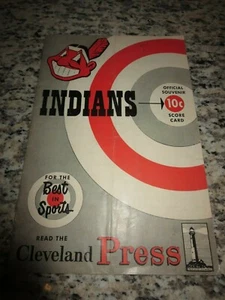 INDIANS
OFFICIAL
SOUVENIR
10¢
SCORE
CARD
FOR THE
Best
IN
Sports
READ THE
Cleveland Press